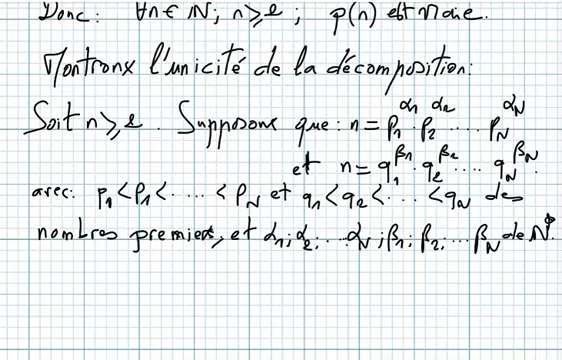 Donc : ∀n ∈ ℕ ; n ⩾ 2 ; p(n) est vraie.
Montronx l'unicité de la décomposition :
Soit n ⩾ 2 . Supposons que : n = p₁^α₁ · p₂^α₂ .... p_N^α_N
et n = q₁^β₁ · q₂^β₂ .... q_N^β_N
avec : p₁ < p₁ < ..... < p_N et q₁ < q₂ < .... < q_N des
nombres premiers, et α₁ ; α₂ ; ... α_N ; β₁ ; β₂ ; ... β_N de ℕ*